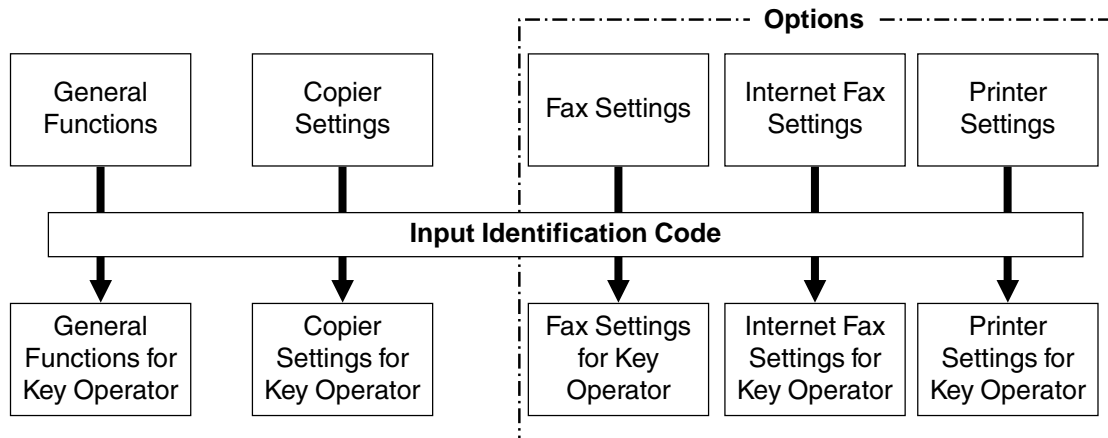 Options
General
Functions
Copier
Settings
Fax Settings
Internet Fax
Settings
Printer
Settings
Input Identification Code
General
Functions for
Key Operator
Copier
Settings for
Key Operator
Fax Settings
for Key
Operator
Internet Fax
Settings for
Key Operator
Printer
Settings for
Key Operator